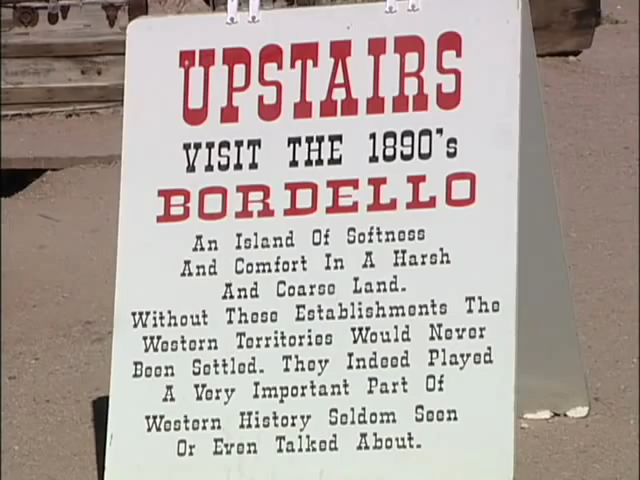 UPSTAIRS
VISIT THE 1890's
BORDELLO
An Island Of Softness
And Comfort In A Harsh
And Coarse Land.
Without These Establishments The
Western Territories Would Never
Been Settled. They Indeed Played
A Very Important Part Of
Western History Seldom Seen
Or Even Talked About.